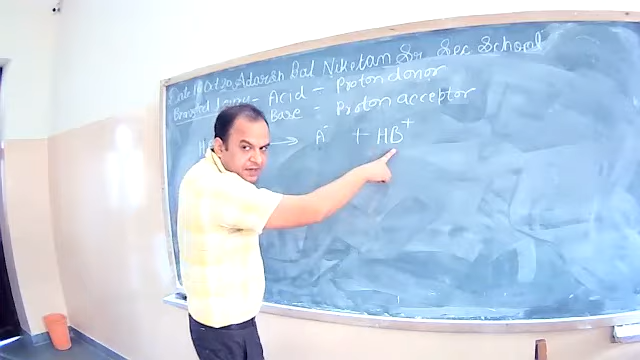 Adarsh Bal Niketan Sr Sec School
Acid - Proton donor
Base - Proton acceptor
→ A⁻ + HB⁺